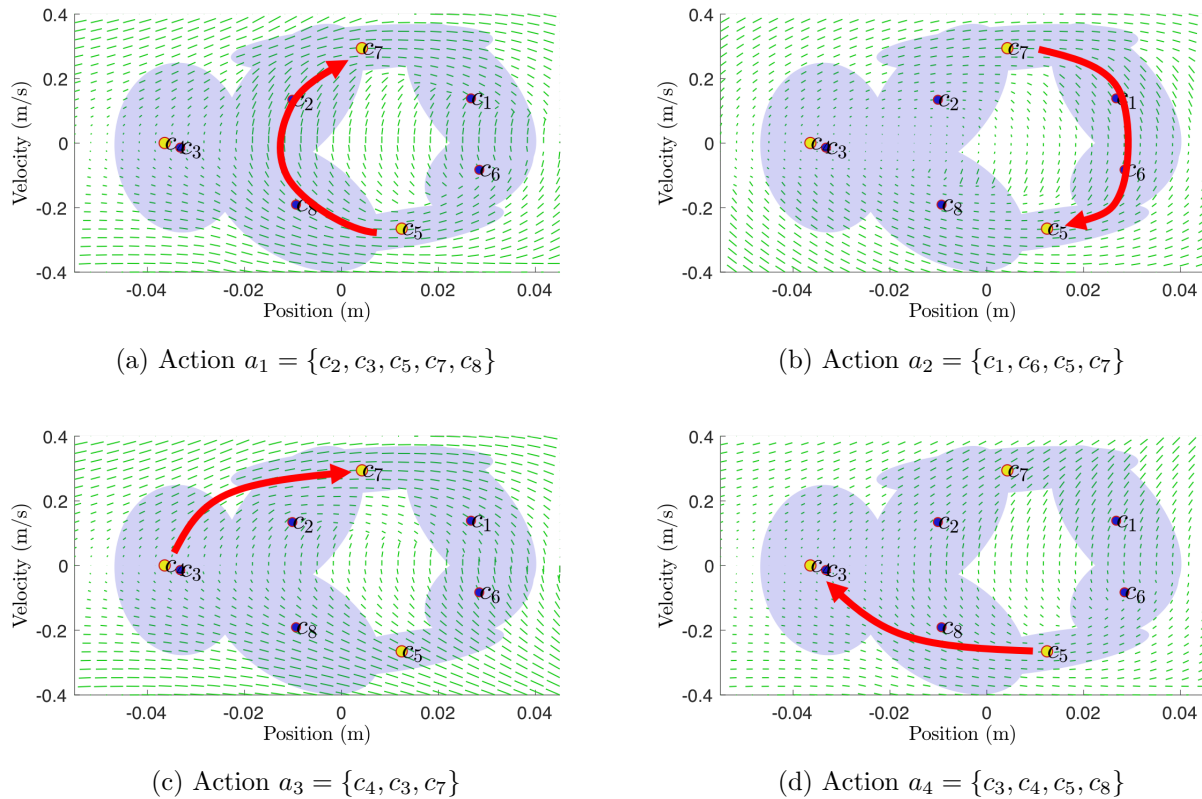 0.4
0.2
0
-0.2
-0.4
Velocity (m/s)
c7
c2
c1
c4
c3
c6
c8
c5
-0.04 -0.02 0 0.02 0.04
Position (m)
(a) Action a₁ = {c₂, c₃, c₅, c₇, c₈}
0.4
0.2
0
-0.2
-0.4
Velocity (m/s)
c7
c2
c1
c4
c3
c6
c8
c5
-0.04 -0.02 0 0.02 0.04
Position (m)
(b) Action a₂ = {c₁, c₆, c₅, c₇}
0.4
0.2
0
-0.2
-0.4
Velocity (m/s)
c7
c2
c1
c4
c3
c6
c8
c5
-0.04 -0.02 0 0.02 0.04
Position (m)
(c) Action a₃ = {c₄, c₃, c₇}
0.4
0.2
0
-0.2
-0.4
Velocity (m/s)
c7
c2
c1
c4
c3
c6
c8
c5
-0.04 -0.02 0 0.02 0.04
Position (m)
(d) Action a₄ = {c₃, c₄, c₅, c₈}